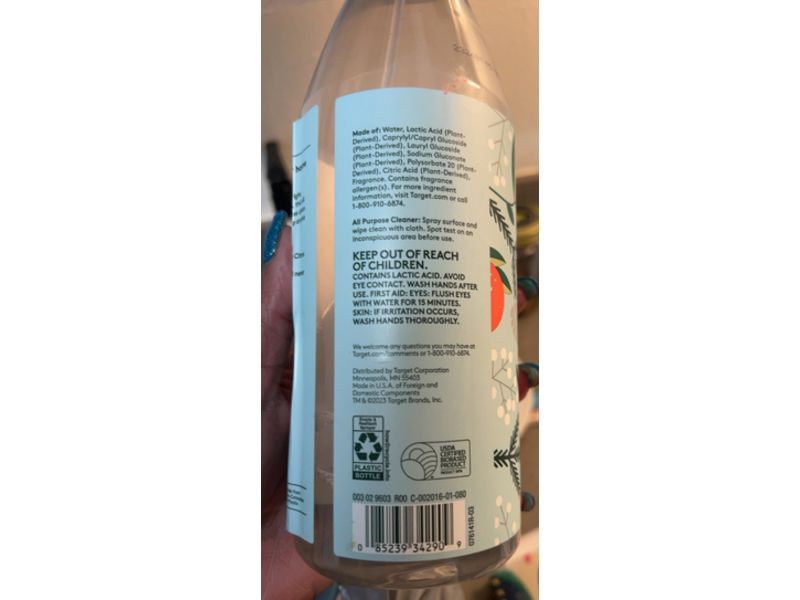 Made of: Water, Lactic Acid (Plant-
Derived), Caprylyl/Capryl Glucoside
(Plant-Derived), Lauryl Glucoside
(Plant-Derived), Sodium Gluconate
(Plant-Derived), Polysorbate 20 (Plant-
Derived), Citric Acid (Plant-Derived),
Fragrance. Contains fragrance
allergen(s). For more ingredient
information, visit Target.com or call
1-800-910-6874.
All Purpose Cleaner: Spray surface and
wipe clean with cloth. Spot test on an
inconspicuous area before use.
KEEP OUT OF REACH
OF CHILDREN.
CONTAINS LACTIC ACID. AVOID
EYE CONTACT. WASH HANDS AFTER
USE. FIRST AID: EYES: FLUSH EYES
WITH WATER FOR 15 MINUTES.
SKIN: IF IRRITATION OCCURS,
WASH HANDS THOROUGHLY.
We welcome any questions you may have at
Target.com/comments or 1-800-910-6874.
Distributed by Target Corporation
Minneapolis, MN 55403
Made in U.S.A. of Foreign and
Domestic Components
TM & ©2023 Target Brands, Inc.
how2recycle.info
PLASTIC
BOTTLE
USDA
CERTIFIED
BIOBASED
PRODUCT
003 02 9603 R00 C-002016-01-080
0 85239 34290 9
076141R-03